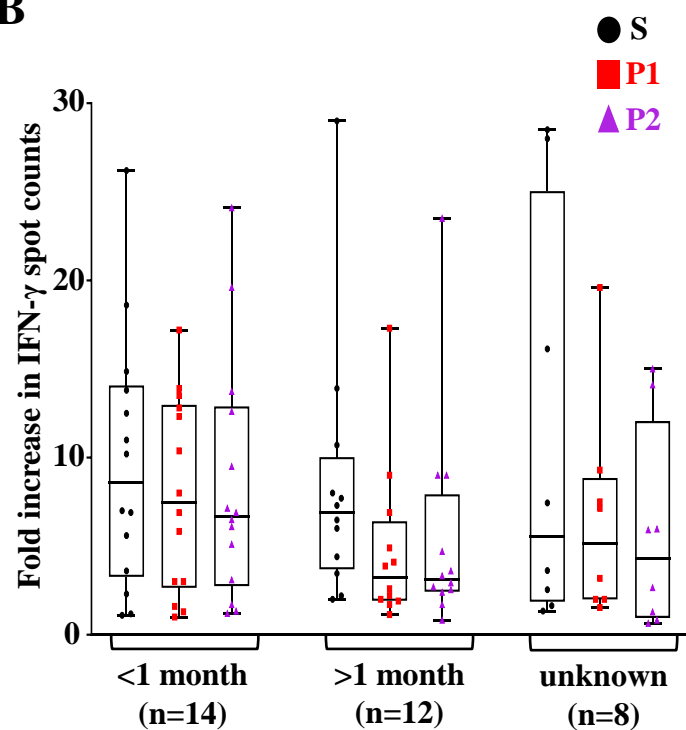 B
S
P1
P2
Fold increase in IFN-γ spot counts
30
20
10
0
<1 month
(n=14)
>1 month
(n=12)
unknown
(n=8)